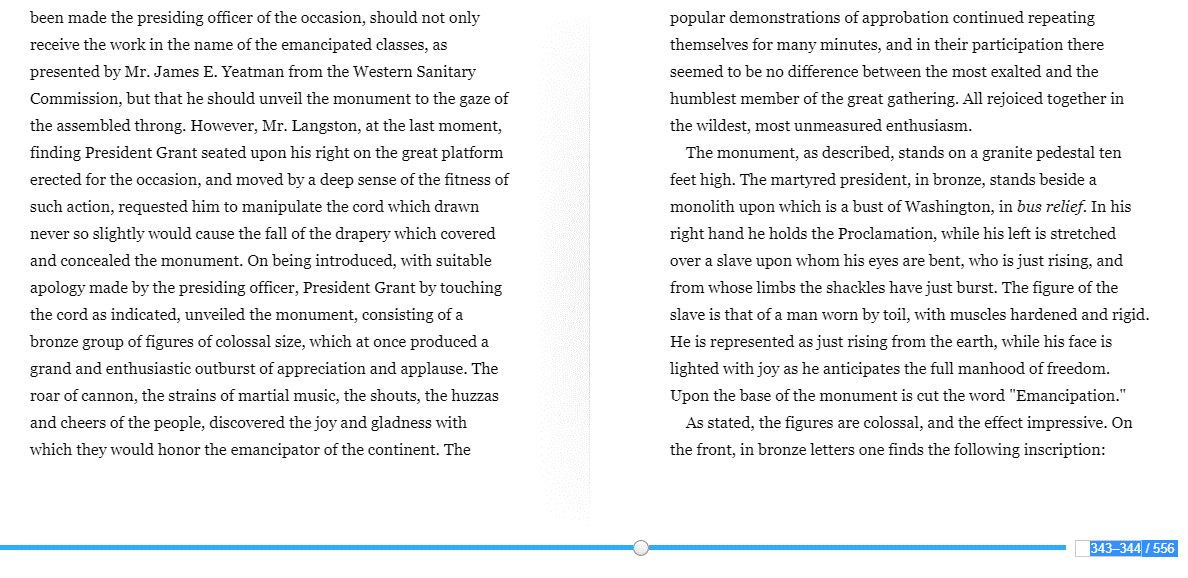 been made the presiding officer of the occasion, should not only
receive the work in the name of the emancipated classes, as
presented by Mr. James E. Yeatman from the Western Sanitary
Commission, but that he should unveil the monument to the gaze of
the assembled throng. However, Mr. Langston, at the last moment,
finding President Grant seated upon his right on the great platform
erected for the occasion, and moved by a deep sense of the fitness of
such action, requested him to manipulate the cord which drawn
never so slightly would cause the fall of the drapery which covered
and concealed the monument. On being introduced, with suitable
apology made by the presiding officer, President Grant by touching
the cord as indicated, unveiled the monument, consisting of a
bronze group of figures of colossal size, which at once produced a
grand and enthusiastic outburst of appreciation and applause. The
roar of cannon, the strains of martial music, the shouts, the huzzas
and cheers of the people, discovered the joy and gladness with
which they would honor the emancipator of the continent. The
popular demonstrations of approbation continued repeating
themselves for many minutes, and in their participation there
seemed to be no difference between the most exalted and the
humblest member of the great gathering. All rejoiced together in
the wildest, most unmeasured enthusiasm.
The monument, as described, stands on a granite pedestal ten
feet high. The martyred president, in bronze, stands beside a
monolith upon which is a bust of Washington, in bus relief. In his
right hand he holds the Proclamation, while his left is stretched
over a slave upon whom his eyes are bent, who is just rising, and
from whose limbs the shackles have just burst. The figure of the
slave is that of a man worn by toil, with muscles hardened and rigid.
He is represented as just rising from the earth, while his face is
lighted with joy as he anticipates the full manhood of freedom.
Upon the base of the monument is cut the word "Emancipation."
As stated, the figures are colossal, and the effect impressive. On
the front, in bronze letters one finds the following inscription:
343–344 / 556